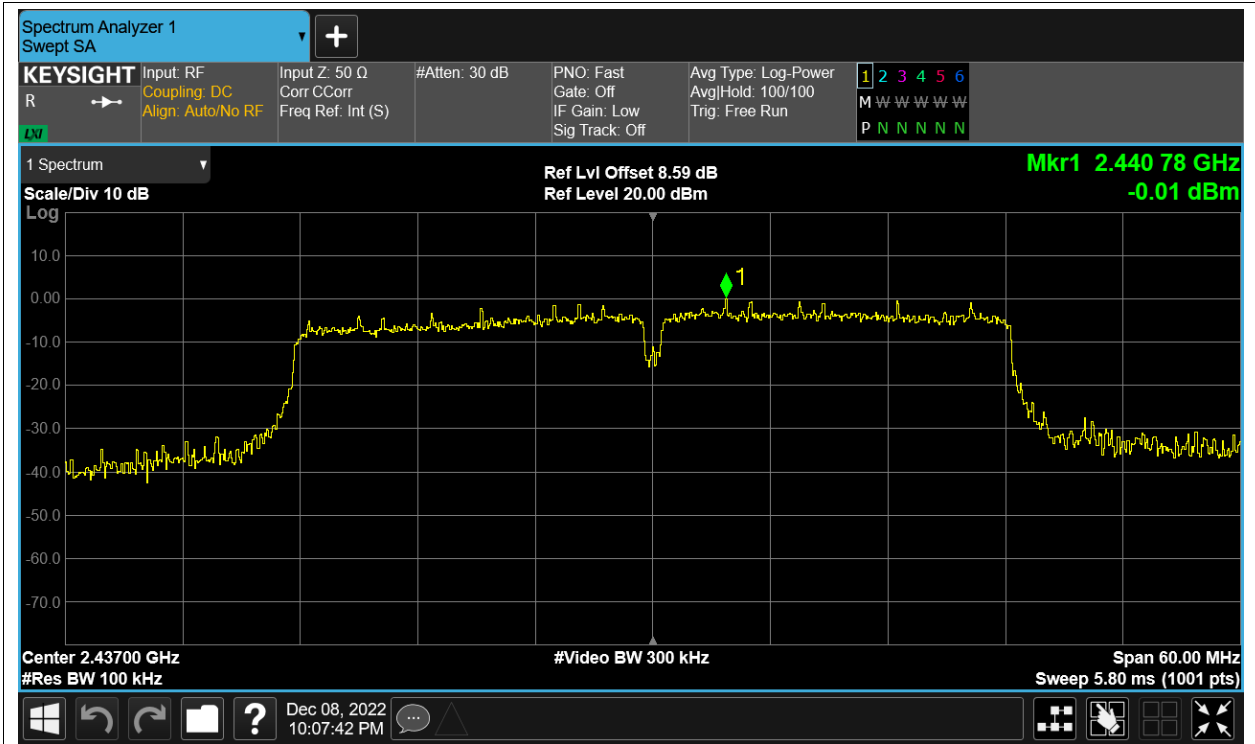 Spectrum Analyzer 1
Swept SA
KEYSIGHT
R
LXI
Input: RF
Coupling: DC
Align: Auto/No RF
Input Z: 50 Ω
Corr CCorr
Freq Ref: Int (S)
#Atten: 30 dB
PNO: Fast
Gate: Off
IF Gain: Low
Sig Track: Off
Avg Type: Log-Power
Avg|Hold: 100/100
Trig: Free Run
1 2 3 4 5 6
M W W W W W
P N N N N N
1 Spectrum
Scale/Div 10 dB
Log
Ref Lvl Offset 8.59 dB
Ref Level 20.00 dBm
Mkr1 2.440 78 GHz
-0.01 dBm
10.0
0.00
-10.0
-20.0
-30.0
-40.0
-50.0
-60.0
-70.0
1
Center 2.43700 GHz
#Res BW 100 kHz
#Video BW 300 kHz
Span 60.00 MHz
Sweep 5.80 ms (1001 pts)
?
Dec 08, 2022
10:07:42 PM